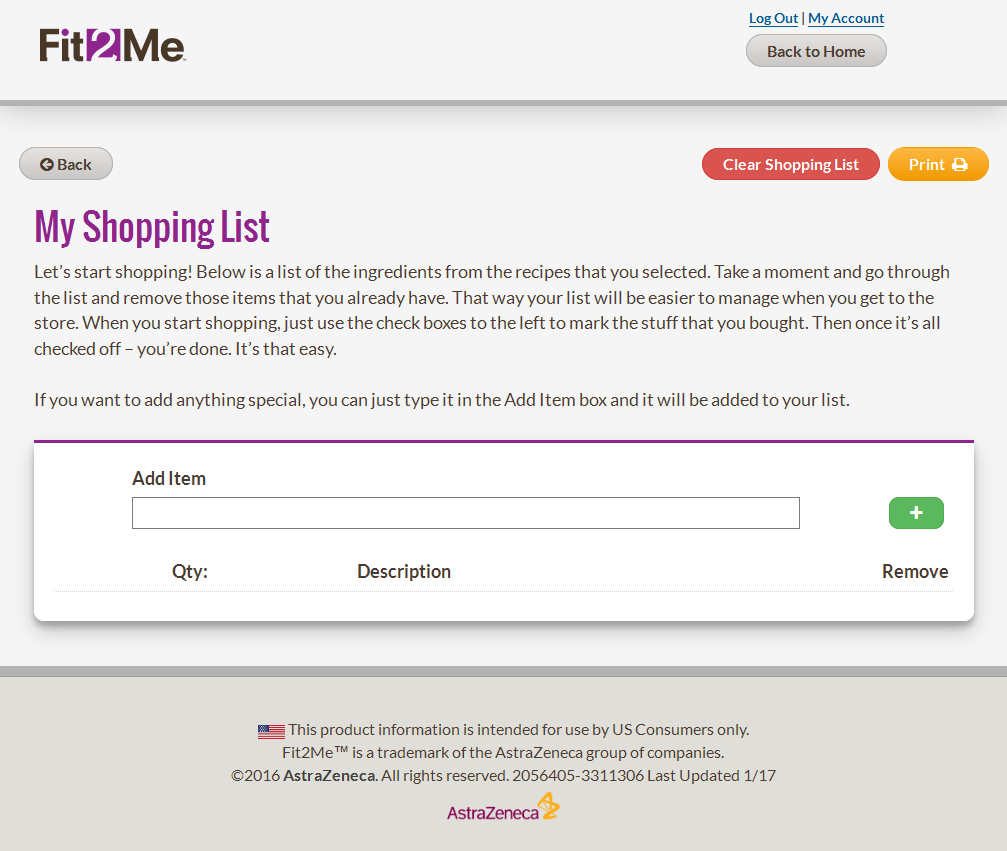 Fit2Me™
Log Out | My Account
Back to Home
Back
Clear Shopping List
Print
My Shopping List
Let’s start shopping! Below is a list of the ingredients from the recipes that you selected. Take a moment and go through
the list and remove those items that you already have. That way your list will be easier to manage when you get to the
store. When you start shopping, just use the check boxes to the left to mark the stuff that you bought. Then once it’s all
checked off – you’re done. It’s that easy.
If you want to add anything special, you can just type it in the Add Item box and it will be added to your list.
Add Item
+
Qty: Description Remove
This product information is intended for use by US Consumers only.
Fit2Me™ is a trademark of the AstraZeneca group of companies.
©2016 AstraZeneca. All rights reserved. 2056405-3311306 Last Updated 1/17
AstraZeneca